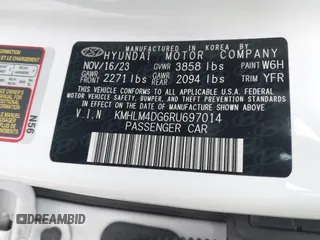 MANUFACTURED IN KOREA BY
HYUNDAI MOTOR COMPANY
NOV/16/23 GVWR 3858 lbs PAINT W6H
GAWR FRONT 2271 lbs GAWR REAR 2094 lbs TRIM YFR
THIS VEHICLE CONFORMS TO ALL APPLICABLE
U.S.A. FEDERAL MOTOR VEHICLE SAFETY, BUMPER,
AND THEFT PREVENTION STANDARDS IN EFFECT ON
THE DATE OF MANUFACTURE SHOWN ABOVE.
V.I.N KMHLM4DG6RU697014
PASSENGER CAR
N56
DREAMBID